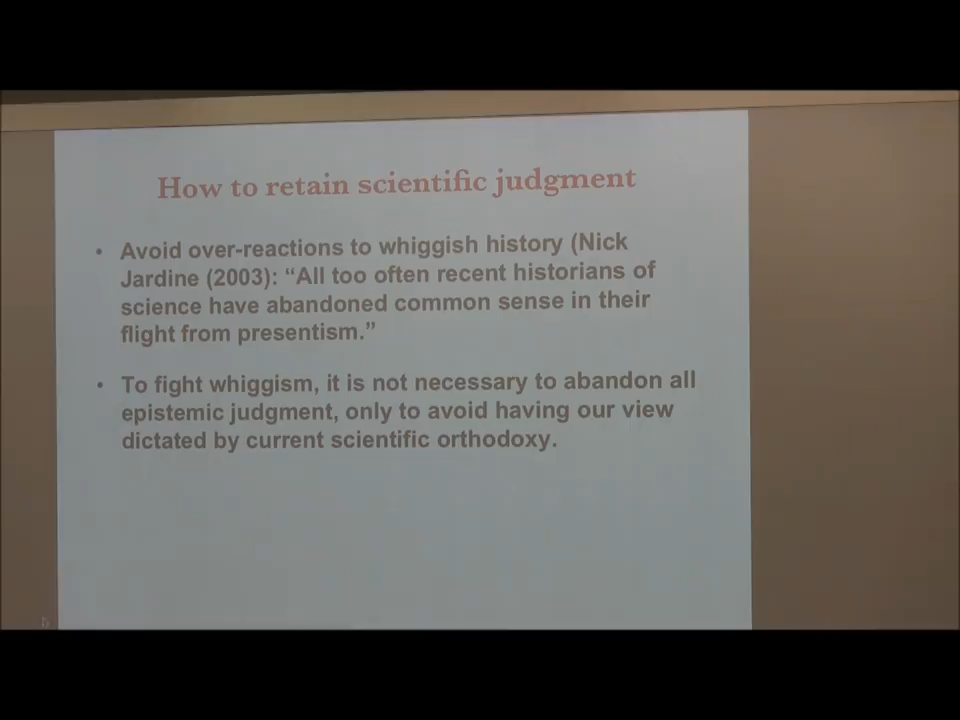 How to retain scientific judgment
• Avoid over-reactions to whiggish history (Nick
Jardine (2003): “All too often recent historians of
science have abandoned common sense in their
flight from presentism.”
• To fight whiggism, it is not necessary to abandon all
epistemic judgment, only to avoid having our view
dictated by current scientific orthodoxy.